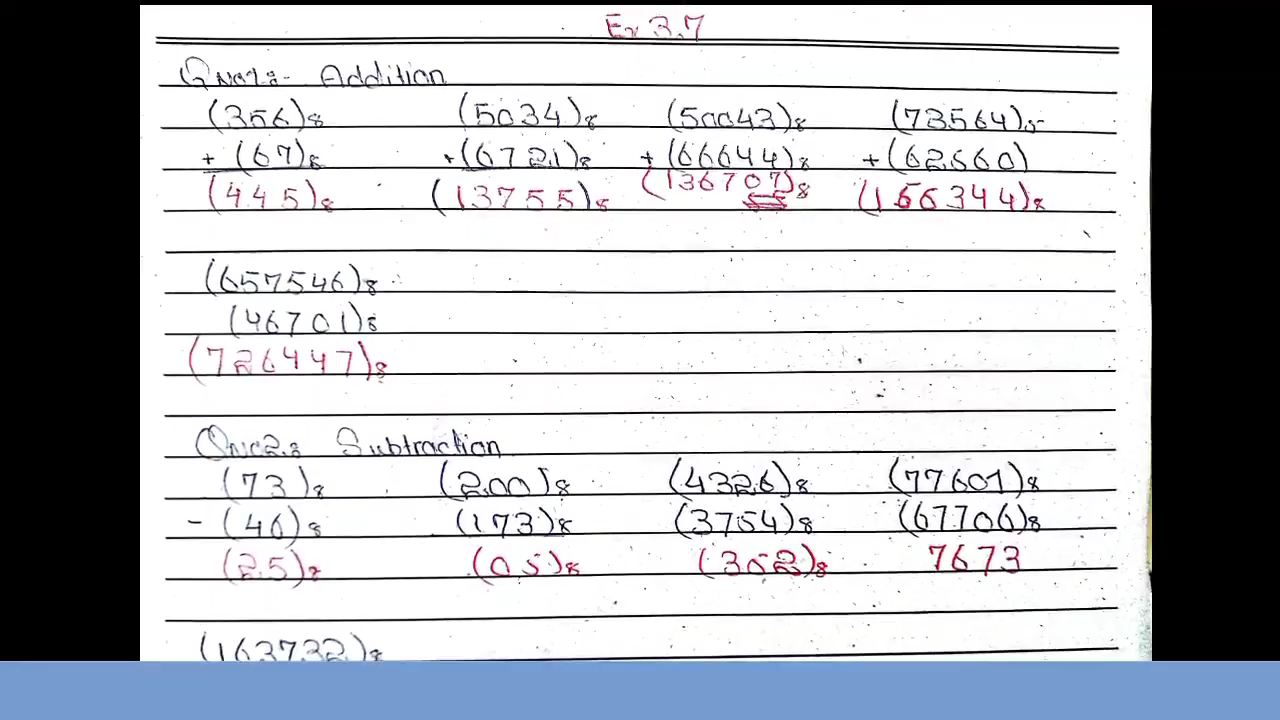 Ex 3.7
Qno1:- Addition
(356)8 (5034)8 (50043)8 (73564)8
+ (67)8 +(6721)8 +(66644)8 +(62560)
(445)8 (13755)8 (136707)8 (156344)8
(657546)8
(46701)8
(726447)8
Qno2:- Subtraction
(73)8 (200)8 (4326)8 (77601)8
- (46)8 (173)8 (3754)8 (67706)8
(25)8 (05)8 (352)8 7673
(163732)8